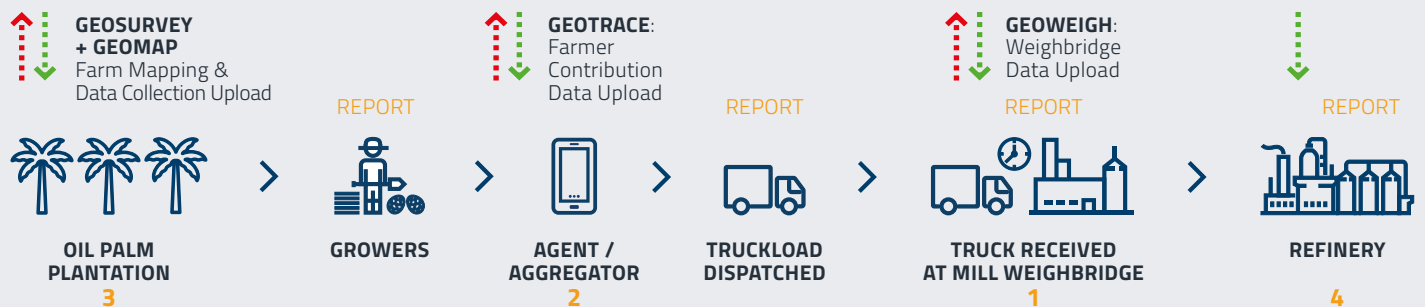 GEOSURVEY
+ GEOMAP
Farm Mapping &
Data Collection Upload
REPORT
GEOTRACE:
Farmer
Contribution
Data Upload
REPORT
GEOWEIGH:
Weighbridge
Data Upload
REPORT
REPORT
OIL PALM
PLANTATION
3
GROWERS
AGENT /
AGGREGATOR
2
TRUCKLOAD
DISPATCHED
TRUCK RECEIVED
AT MILL WEIGHBRIDGE
1
REFINERY
4